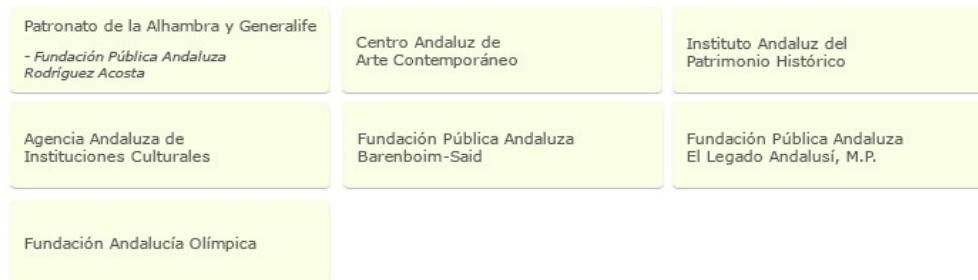 Patronato de la Alhambra y Generalife
- Fundación Pública Andaluza
Rodríguez Acosta
Centro Andaluz de
Arte Contemporáneo
Instituto Andaluz del
Patrimonio Histórico
Agencia Andaluza de
Instituciones Culturales
Fundación Pública Andaluza
Barenboim-Said
Fundación Pública Andaluza
El Legado Andalusí, M.P.
Fundación Andalucía Olímpica